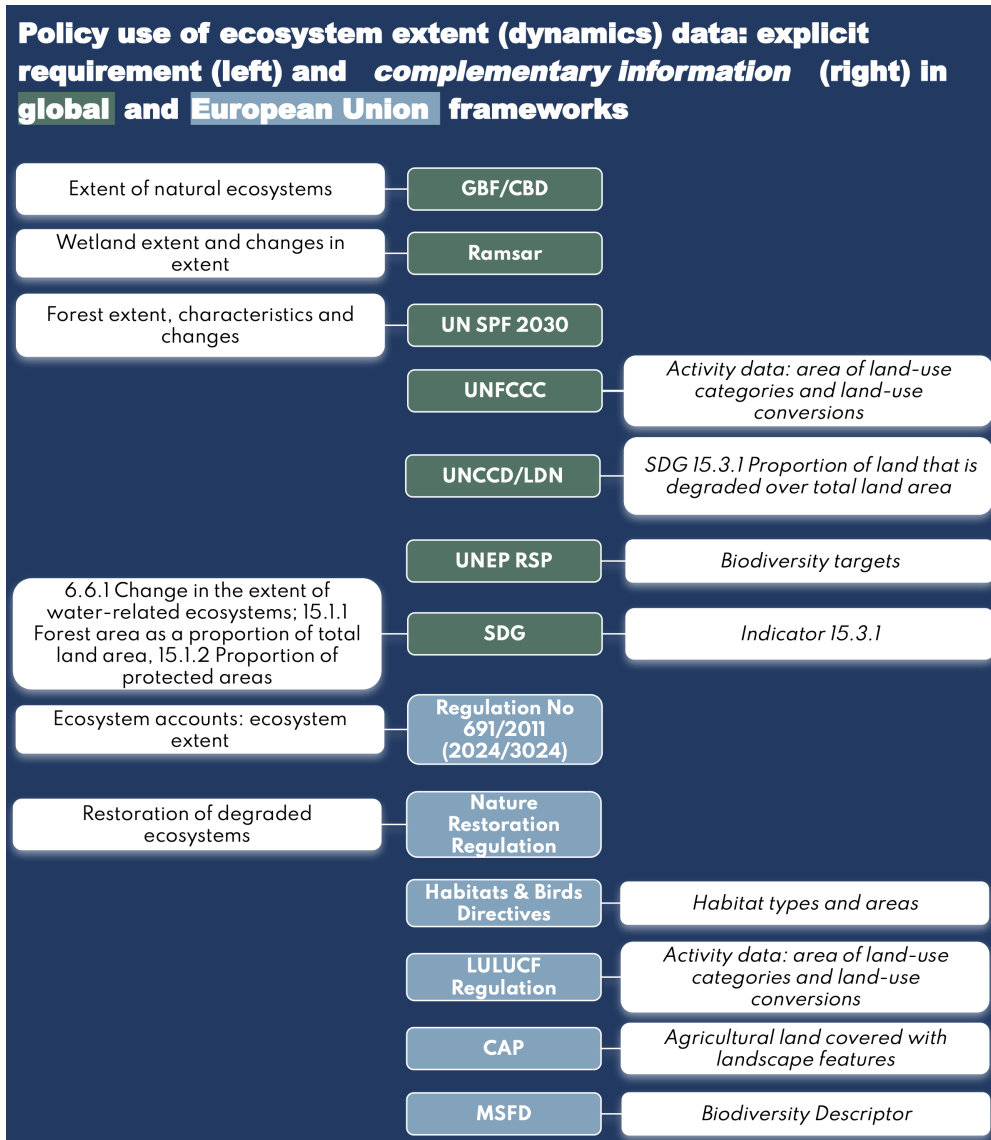 Policy use of ecosystem extent (dynamics) data: explicit
requirement (left) and complementary information (right) in
global and European Union frameworks
Extent of natural ecosystems
GBF/CBD
Wetland extent and changes in
extent
Ramsar
Forest extent, characteristics and
changes
UN SPF 2030
UNFCCC
Activity data: area of land-use
categories and land-use
conversions
UNCCD/LDN
SDG 15.3.1 Proportion of land that is
degraded over total land area
UNEP RSP
Biodiversity targets
6.6.1 Change in the extent of
water-related ecosystems; 15.1.1
Forest area as a proportion of total
land area, 15.1.2 Proportion of
protected areas
SDG
Indicator 15.3.1
Ecosystem accounts: ecosystem
extent
Regulation No
691/2011
(2024/3024)
Restoration of degraded
ecosystems
Nature
Restoration
Regulation
Habitats & Birds
Directives
Habitat types and areas
LULUCF
Regulation
Activity data: area of land-use
categories and land-use
conversions
CAP
Agricultural land covered with
landscape features
MSFD
Biodiversity Descriptor